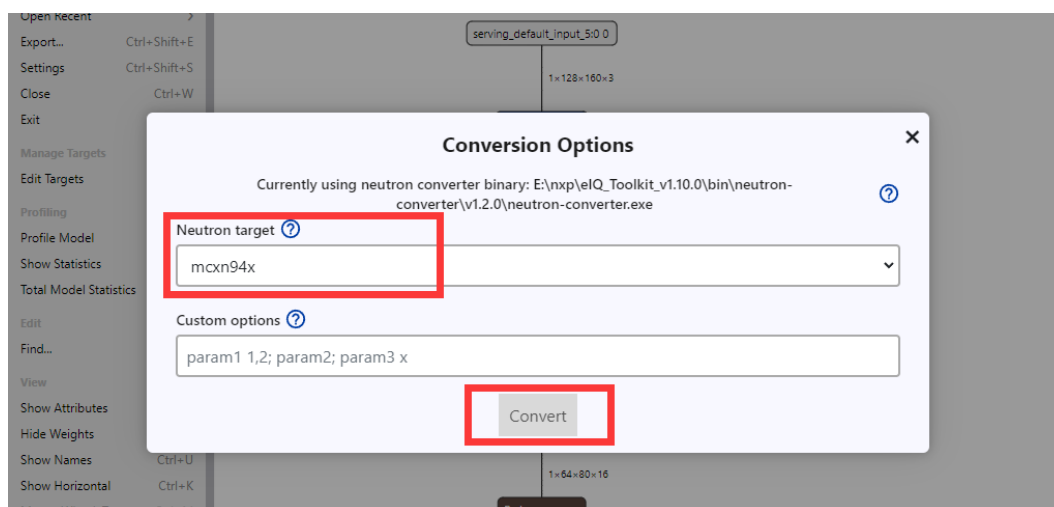 Open Recent >
Export... Ctrl+Shift+E
Settings Ctrl+Shift+S
Close Ctrl+W
Exit
Manage Targets
Edit Targets
Profiling
Profile Model
Show Statistics
Total Model Statistics
Edit
Find...
View
Show Attributes
Hide Weights
Show Names Ctrl+U
Show Horizontal Ctrl+K
serving_default_input_5:0 0
1×128×160×3
Conversion Options
×
Currently using neutron converter binary: E:\nxp\eIQ_Toolkit_v1.10.0\bin\neutron-
converter\v1.2.0\neutron-converter.exe
?
Neutron target ?
mcxn94x
Custom options ?
param1 1,2; param2; param3 x
Convert
1×64×80×16